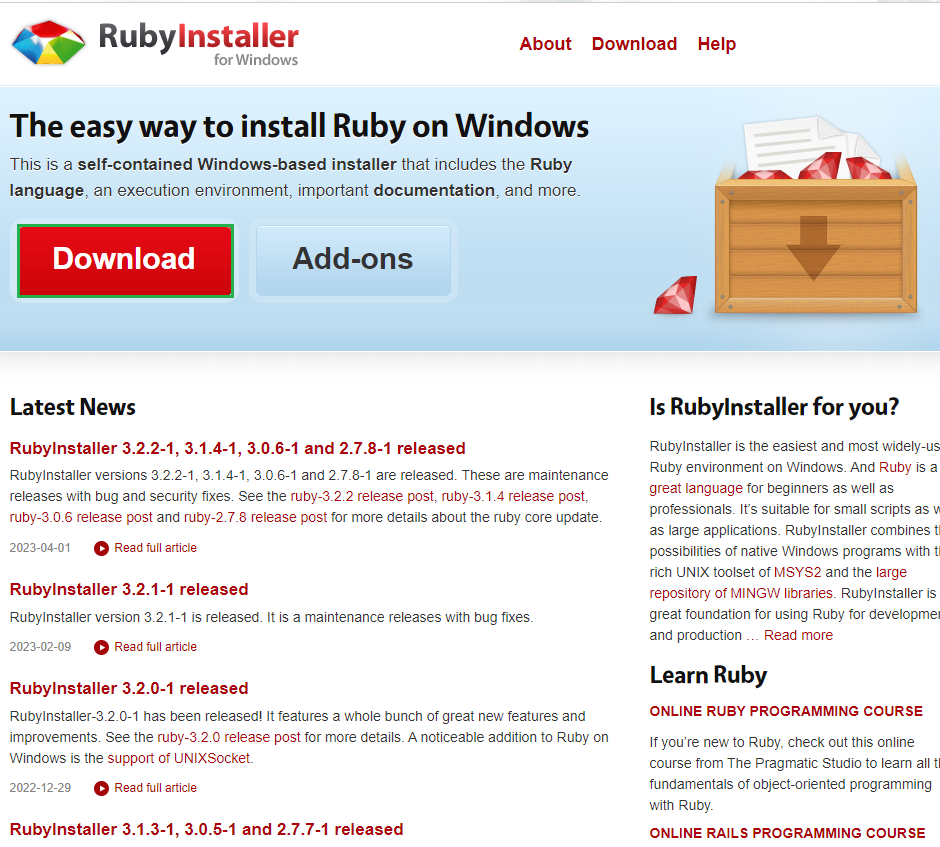 RubyInstaller
for Windows
About Download Help
The easy way to install Ruby on Windows
This is a self-contained Windows-based installer that includes the Ruby
language, an execution environment, important documentation, and more.
Download
Add-ons
Latest News
RubyInstaller 3.2.2-1, 3.1.4-1, 3.0.6-1 and 2.7.8-1 released
RubyInstaller versions 3.2.2-1, 3.1.4-1, 3.0.6-1 and 2.7.8-1 are released. These are maintenance
releases with bug and security fixes. See the ruby-3.2.2 release post, ruby-3.1.4 release post,
ruby-3.0.6 release post and ruby-2.7.8 release post for more details about the ruby core update.
2023-04-01 Read full article
RubyInstaller 3.2.1-1 released
RubyInstaller version 3.2.1-1 is released. It is a maintenance releases with bug fixes.
2023-02-09 Read full article
RubyInstaller 3.2.0-1 released
RubyInstaller-3.2.0-1 has been released! It features a whole bunch of great new features and
improvements. See the ruby-3.2.0 release post for more details. A noticeable addition to Ruby on
Windows is the support of UNIXSocket.
2022-12-29 Read full article
RubyInstaller 3.1.3-1, 3.0.5-1 and 2.7.7-1 released
Is RubyInstaller for you?
RubyInstaller is the easiest and most widely-us
Ruby environment on Windows. And Ruby is a
great language for beginners as well as
professionals. It’s suitable for small scripts as w
as large applications. RubyInstaller combines th
possibilities of native Windows programs with th
rich UNIX toolset of MSYS2 and the large
repository of MINGW libraries. RubyInstaller is
great foundation for using Ruby for developmen
and production … Read more
Learn Ruby
ONLINE RUBY PROGRAMMING COURSE
If you’re new to Ruby, check out this online
course from The Pragmatic Studio to learn all th
fundamentals of object-oriented programming
with Ruby.
ONLINE RAILS PROGRAMMING COURSE